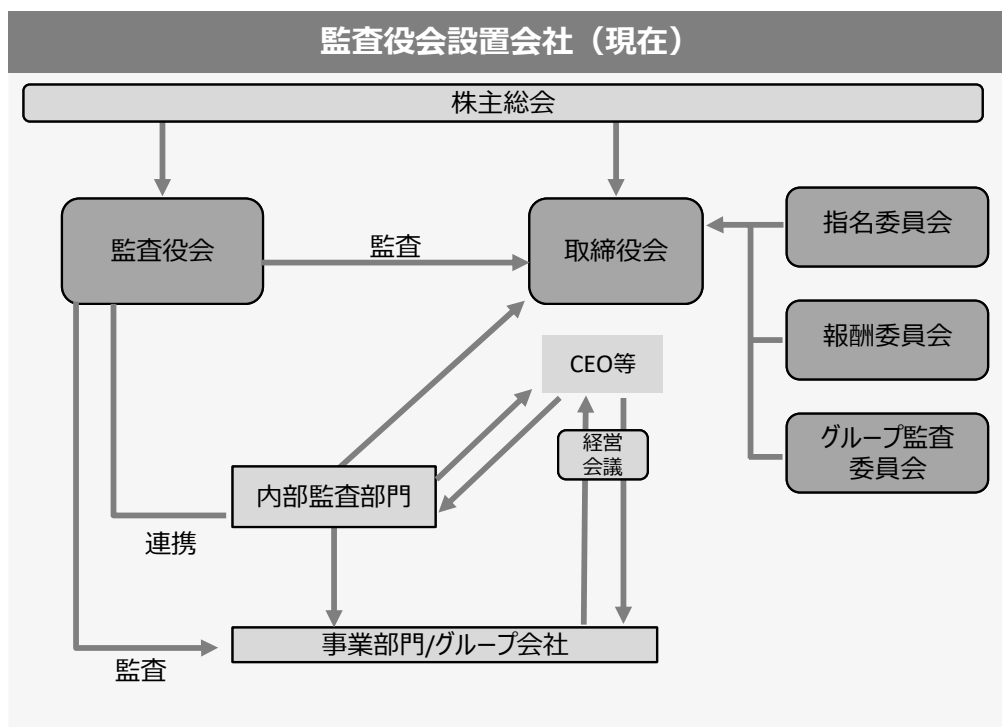 監査役会設置会社（現在）
株主総会
監査役会
監査
取締役会
指名委員会
報酬委員会
グループ監査
委員会
CEO等
経営
会議
内部監査部門
連携
事業部門/グループ会社
監査